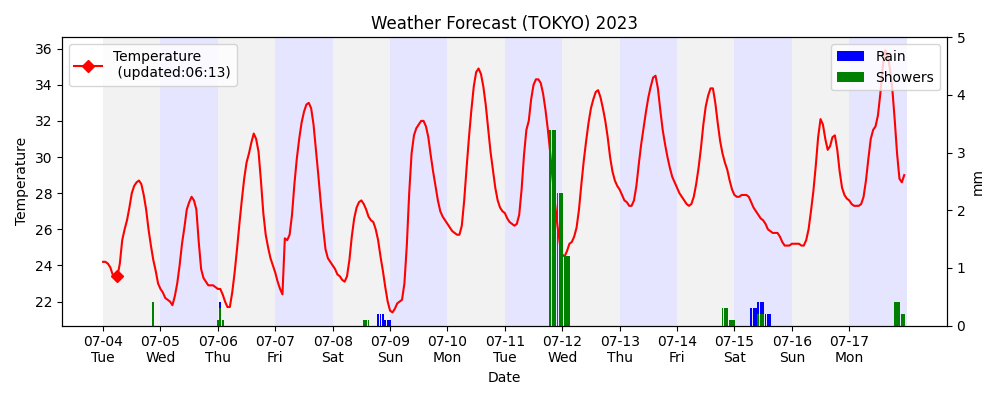 Weather Forecast (TOKYO) 2023
Temperature
(updated:06:13)
Rain
Showers
Temperature
36
34
32
30
28
26
24
22
5
4
3
2
1
0
mm
07-04 07-05 07-06 07-07 07-08 07-09 07-10 07-11 07-12 07-13 07-14 07-15 07-16 07-17
Tue Wed Thu Fri Sat Sun Mon Tue Wed Thu Fri Sat Sun Mon
Date